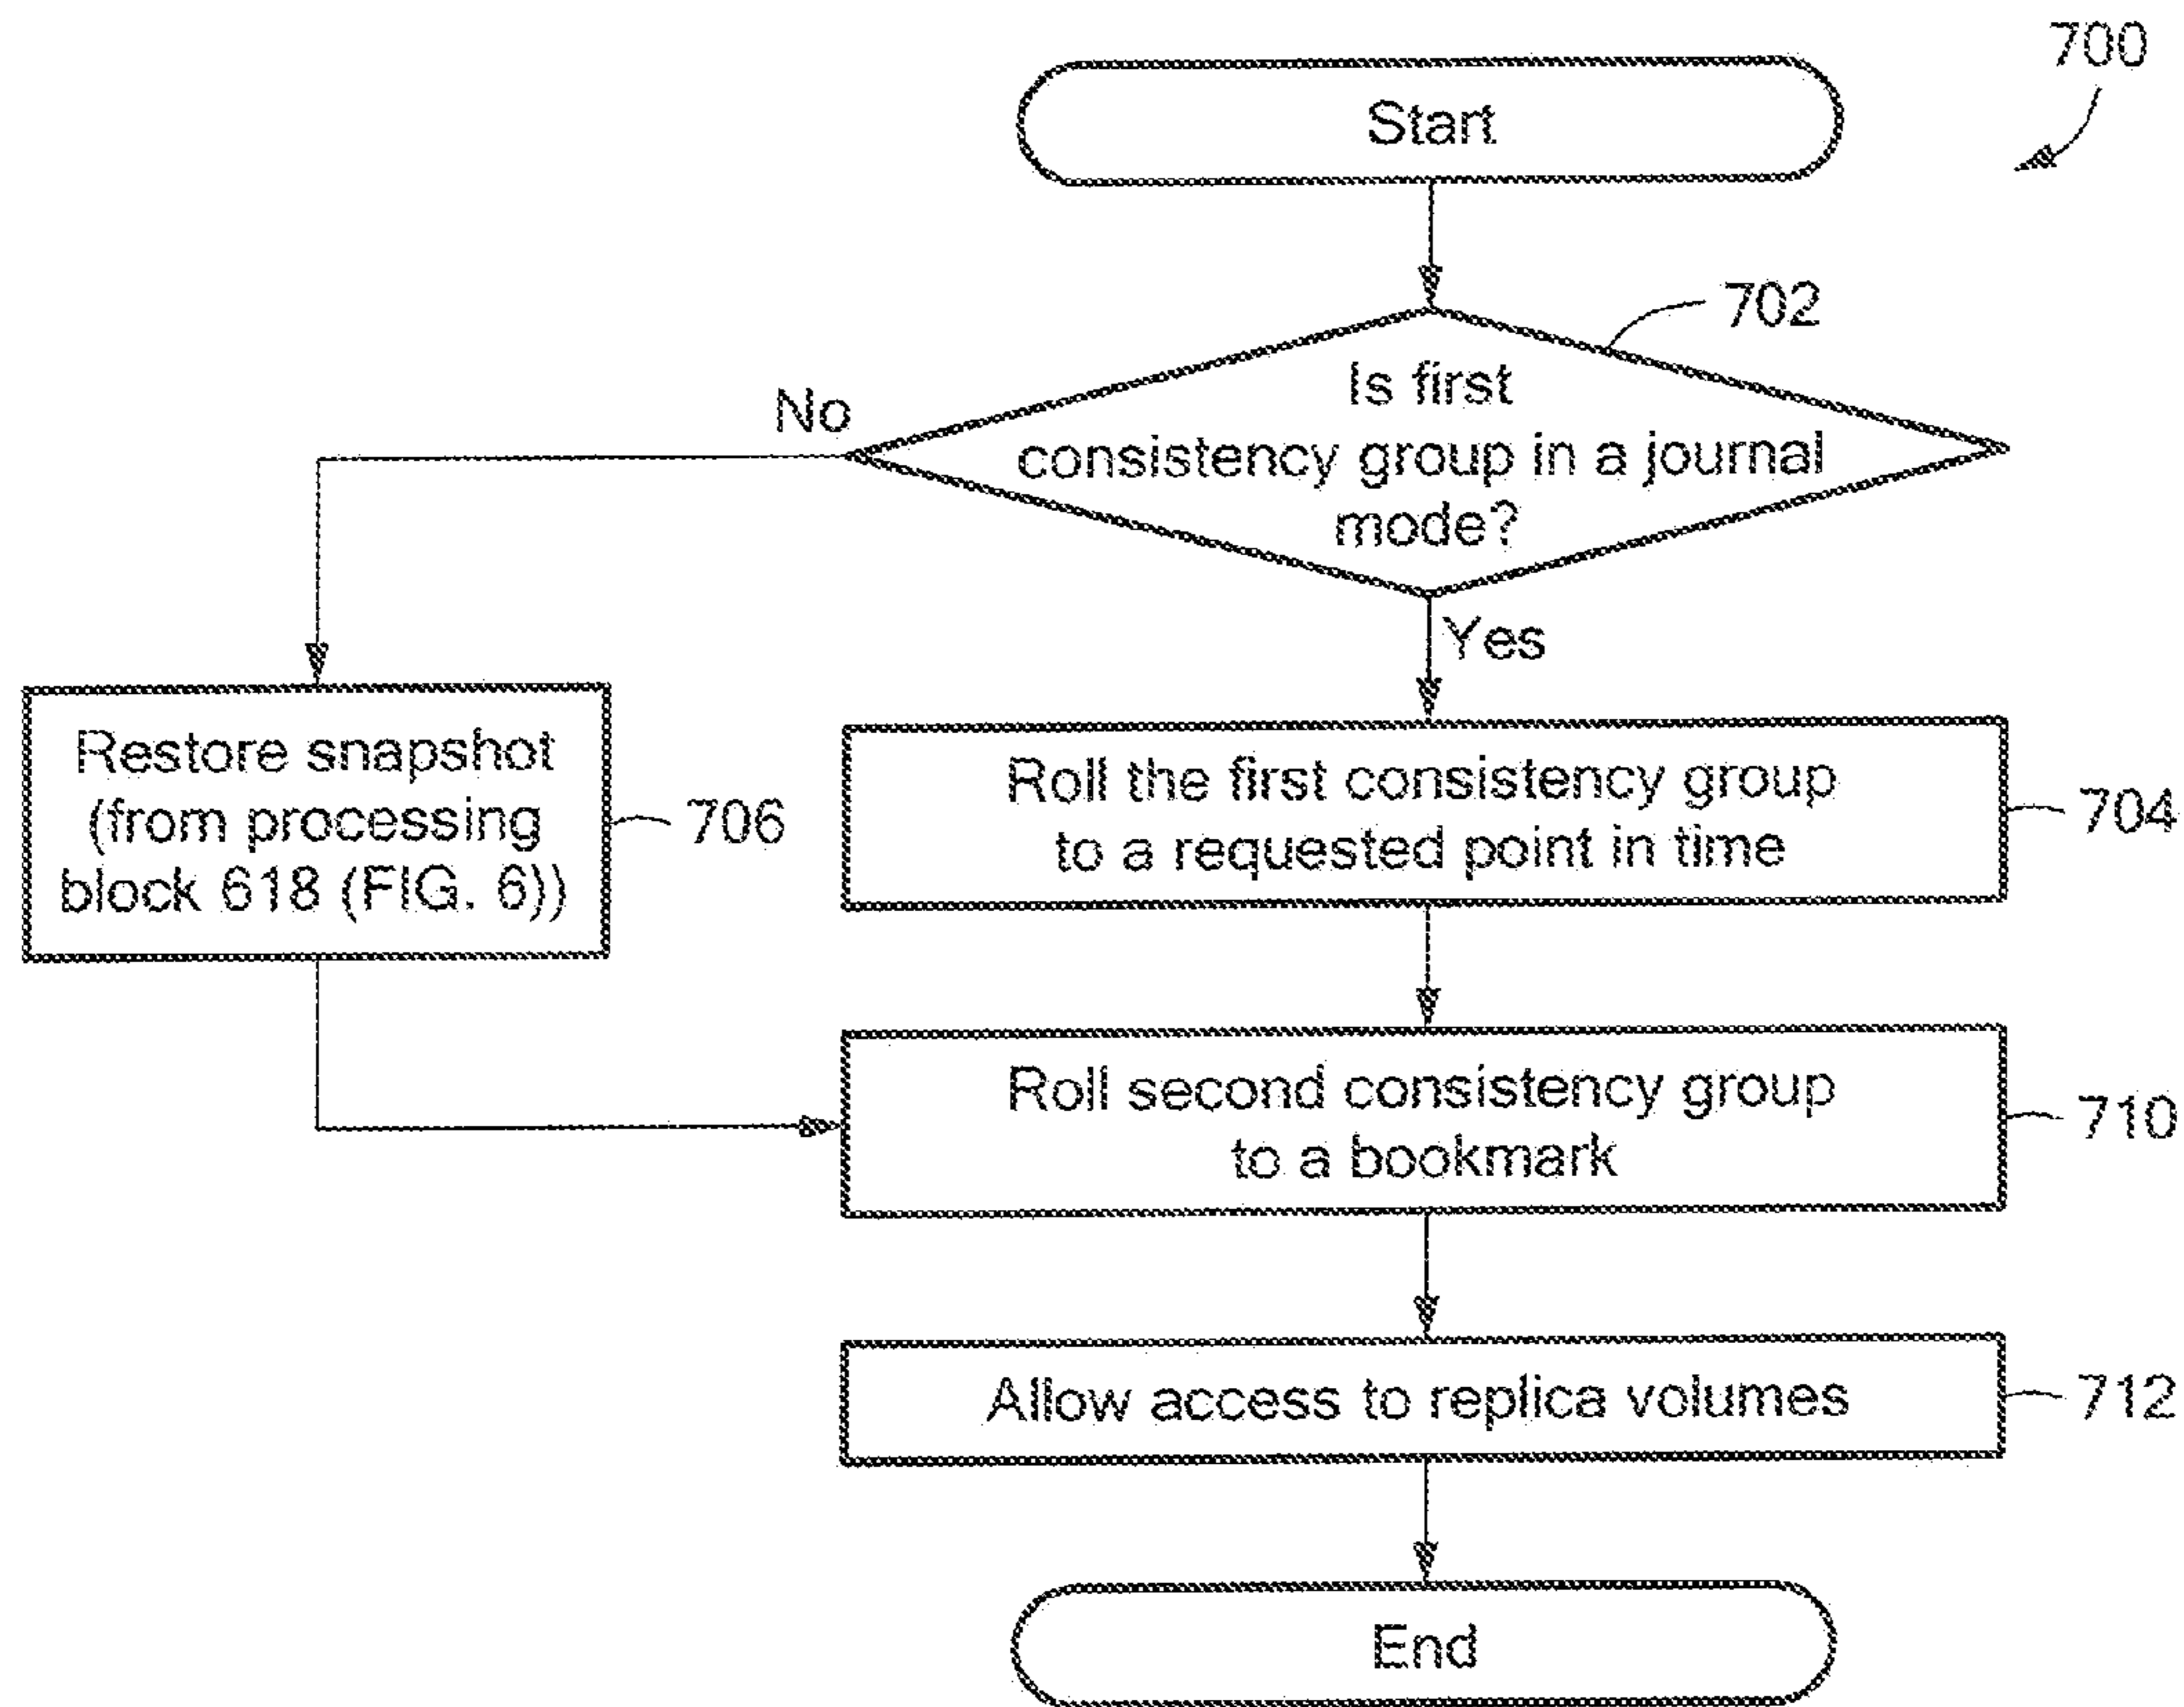 700
Start
702
Is first
consistency group in a journal
mode?
No
Yes
Restore snapshot
(from processing
block 618 (FIG. 6))
706
Roll the first consistency group
to a requested point in time
704
Roll second consistency group
to a bookmark
710
Allow access to replica volumes
712
End